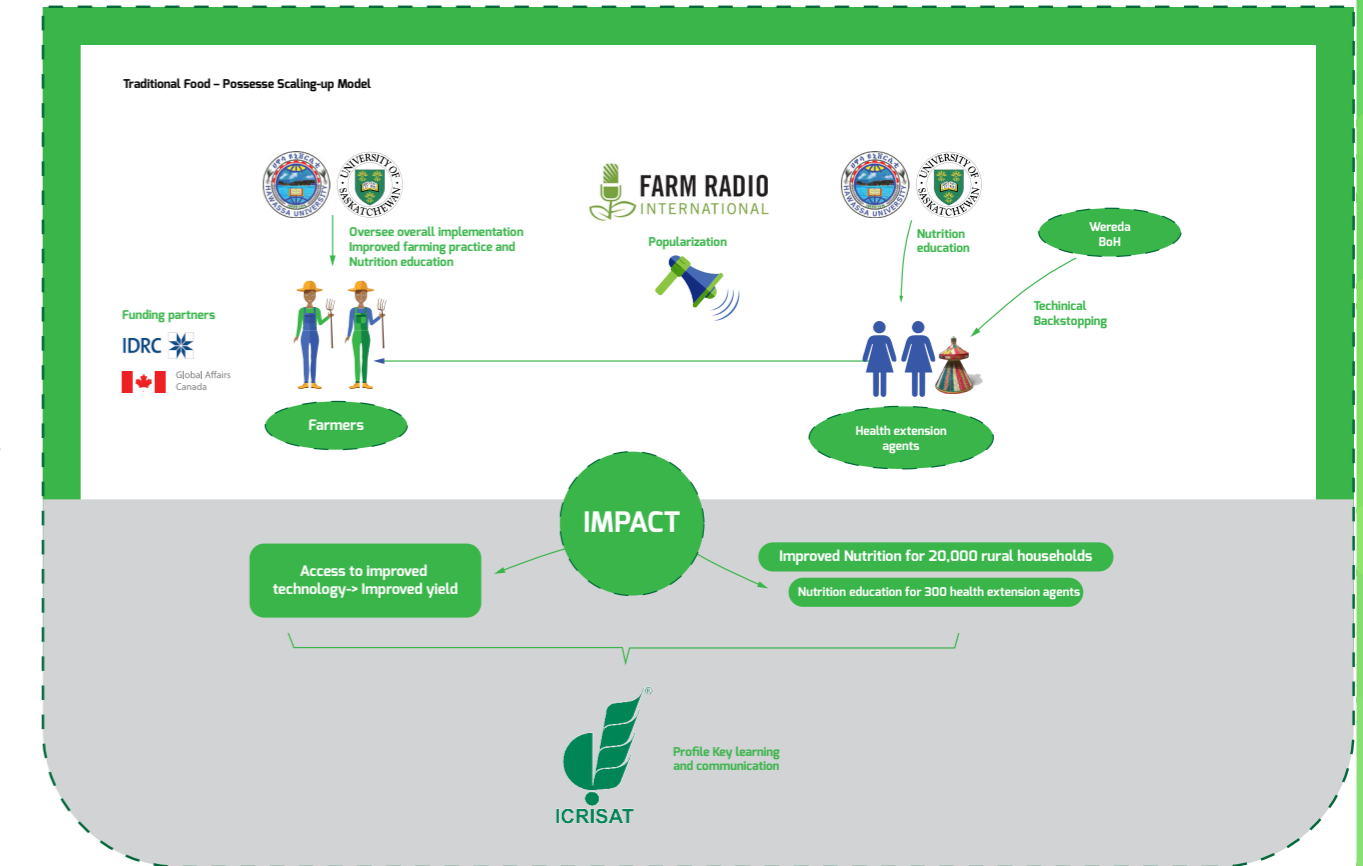 Traditional Food – Possesse Scaling-up Model
HAWASSA UNIVERSITY
UNIVERSITY OF
SASKATCHEWAN
FARM RADIO
INTERNATIONAL
HAWASSA UNIVERSITY
UNIVERSITY OF
SASKATCHEWAN
Oversee overall implementation
Improved farming practice and
Nutrition education
Popularization
Nutrition
education
Wereda
BoH
Techinical
Backstopping
Funding partners
IDRC
Global Affairs
Canada
Farmers
Health extension
agents
IMPACT
Access to improved
technology-> Improved yield
Improved Nutrition for 20,000 rural households
Nutrition education for 300 health extension agents
®
ICRISAT
Profile Key learning
and communication